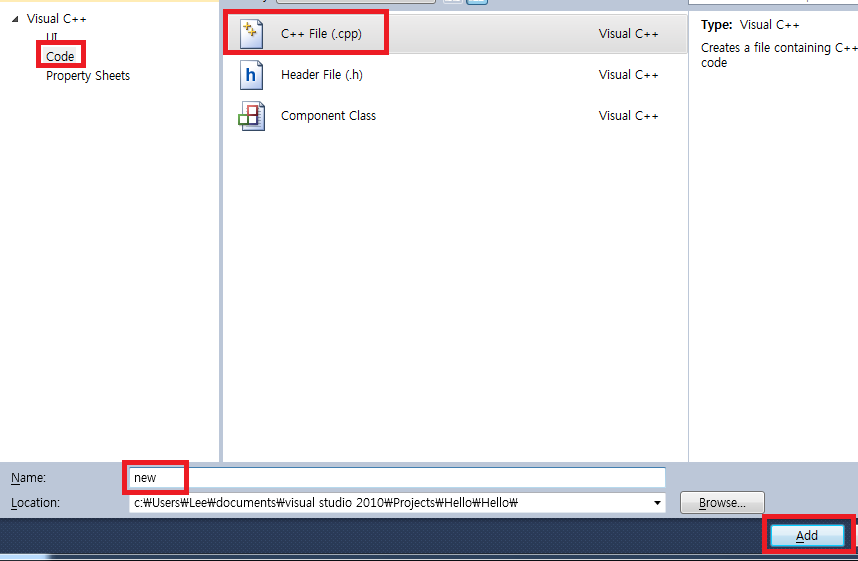 Visual C++
UI
Code
Property Sheets
C++ File (.cpp) Visual C++
Header File (.h) Visual C++
Component Class Visual C++
Type: Visual C++
Creates a file containing C++
code
Name: new
Location: c:₩Users₩Lee₩documents₩visual studio 2010₩Projects₩Hello₩Hello₩
Browse...
Add